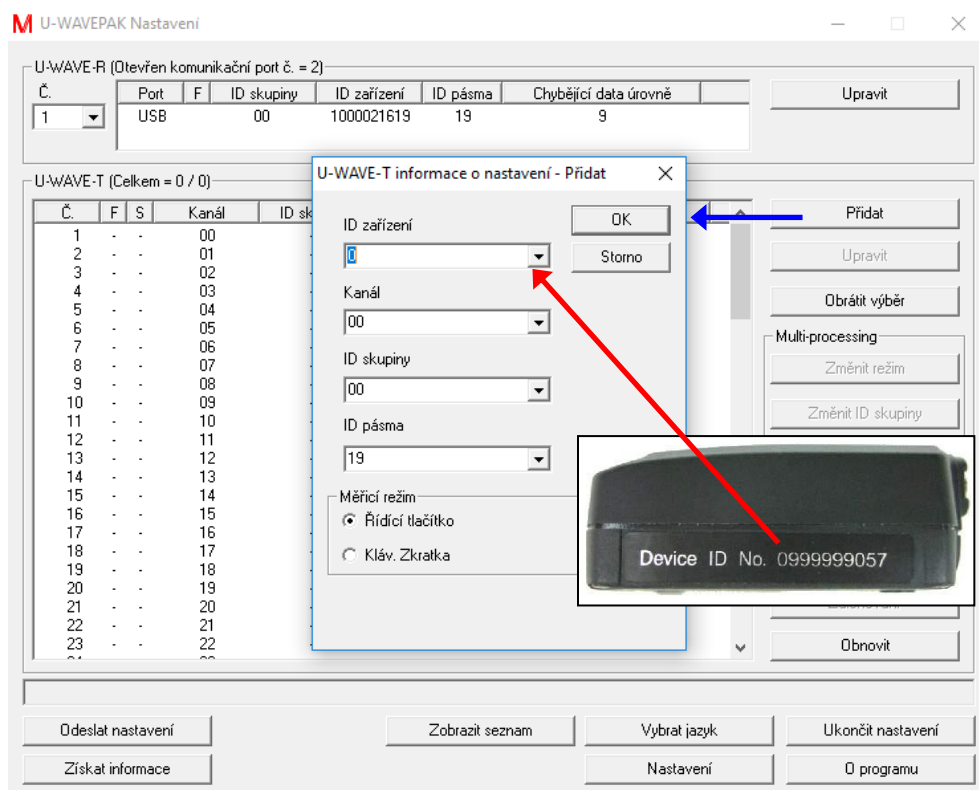 U-WAVEPAK Nastavení
U-WAVE-R (Otevřen komunikační port č. = 2)
Č. Port F ID skupiny ID zařízení ID pásma Chybějící data úrovně
1 USB 00 1000021619 19 9
Upravit
U-WAVE-T (Celkem = 0 / 0)
Č. F S Kanál ID sk
1 - - 00
2 - - 01
3 - - 02
4 - - 03
5 - - 04
6 - - 05
7 - - 06
8 - - 07
9 - - 08
10 - - 09
11 - - 10
12 - - 11
13 - - 12
14 - - 13
15 - - 14
16 - - 15
17 - - 16
18 - - 17
19 - - 18
20 - - 19
21 - - 20
22 - - 21
23 - - 22
U-WAVE-T informace o nastavení - Přidat
ID zařízení
0
Kanál
00
ID skupiny
00
ID pásma
19
Měřicí režim
Řídící tlačítko
Kláv. Zkratka
OK
Storno
Přidat
Upravit
Obrátit výběr
Multi-processing
Změnit režim
Změnit ID skupiny
Device ID No. 0999999057
Obnovit
Odeslat nastavení
Zobrazit seznam
Vybrat jazyk
Ukončit nastavení
Získat informace
Nastavení
O programu